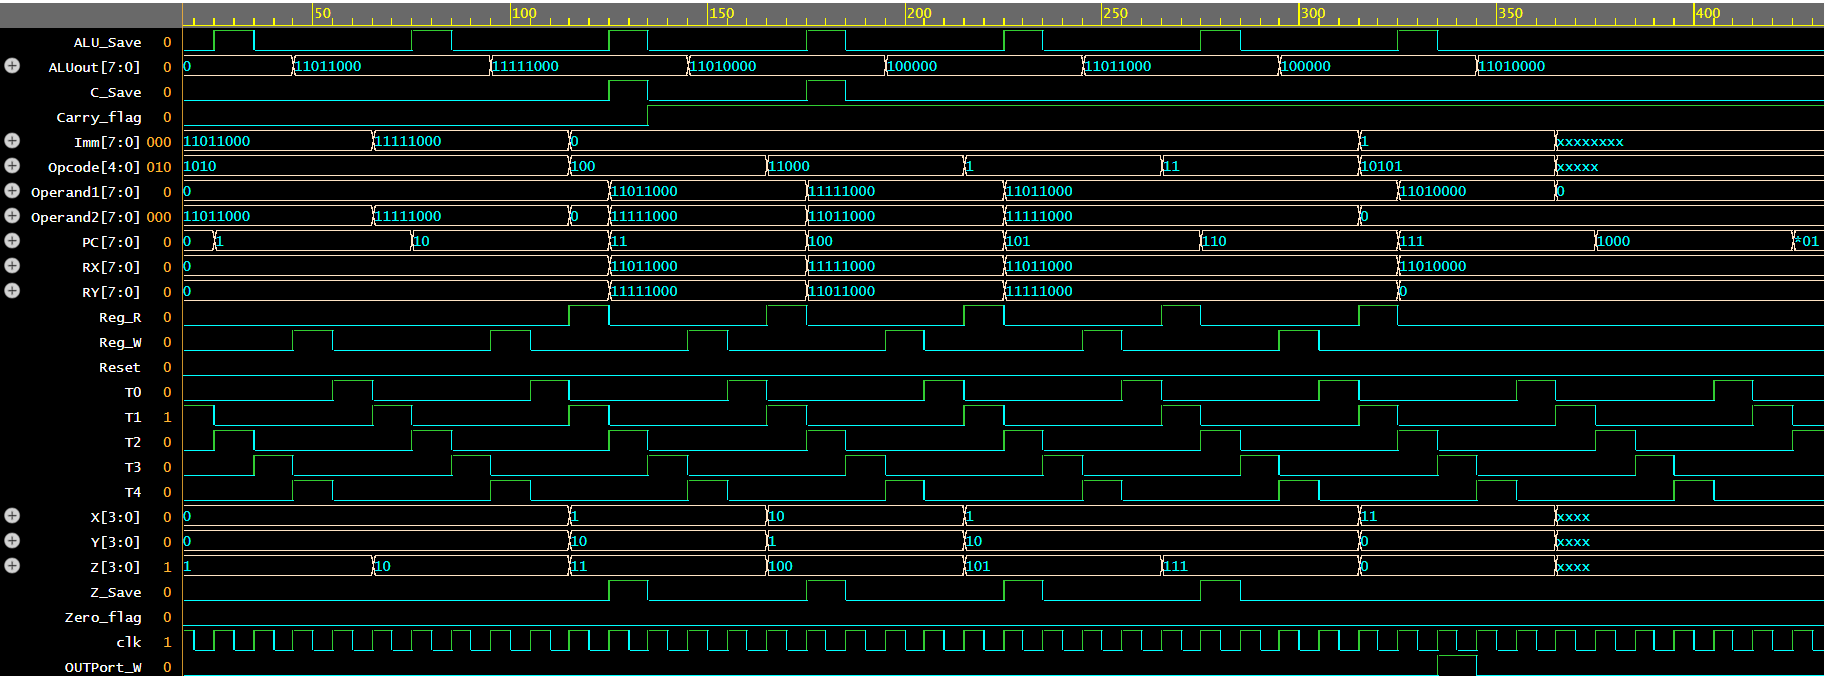 50 100 150 200 250 300 350 400
ALU_Save 0
ALUout[7:0] 0 0 11011000 11111000 11010000 100000 11011000 100000 11010000
C_Save 0
Carry_flag 0
Imm[7:0] 000 11011000 11111000 0 1 xxxxxxxx
Opcode[4:0] 010 1010 100 11000 1 11 10101 xxxxx
Operand1[7:0] 0 0 11011000 11111000 11011000 11010000 0
Operand2[7:0] 000 11011000 11111000 0 11111000 11011000 11111000 0
PC[7:0] 0 0 1 10 11 100 101 110 111 1000 *01
RX[7:0] 0 0 11011000 11111000 11011000 11010000
RY[7:0] 0 0 11111000 11011000 11111000 0
Reg_R 0
Reg_W 0
Reset 0
T0 0
T1 1
T2 0
T3 0
T4 0
X[3:0] 0 0 1 10 1 11 xxxx
Y[3:0] 0 0 10 1 10 0 xxxx
Z[3:0] 1 1 10 11 100 101 111 0 xxxx
Z_Save 0
Zero_flag 0
clk 1
OUTPort_W 0